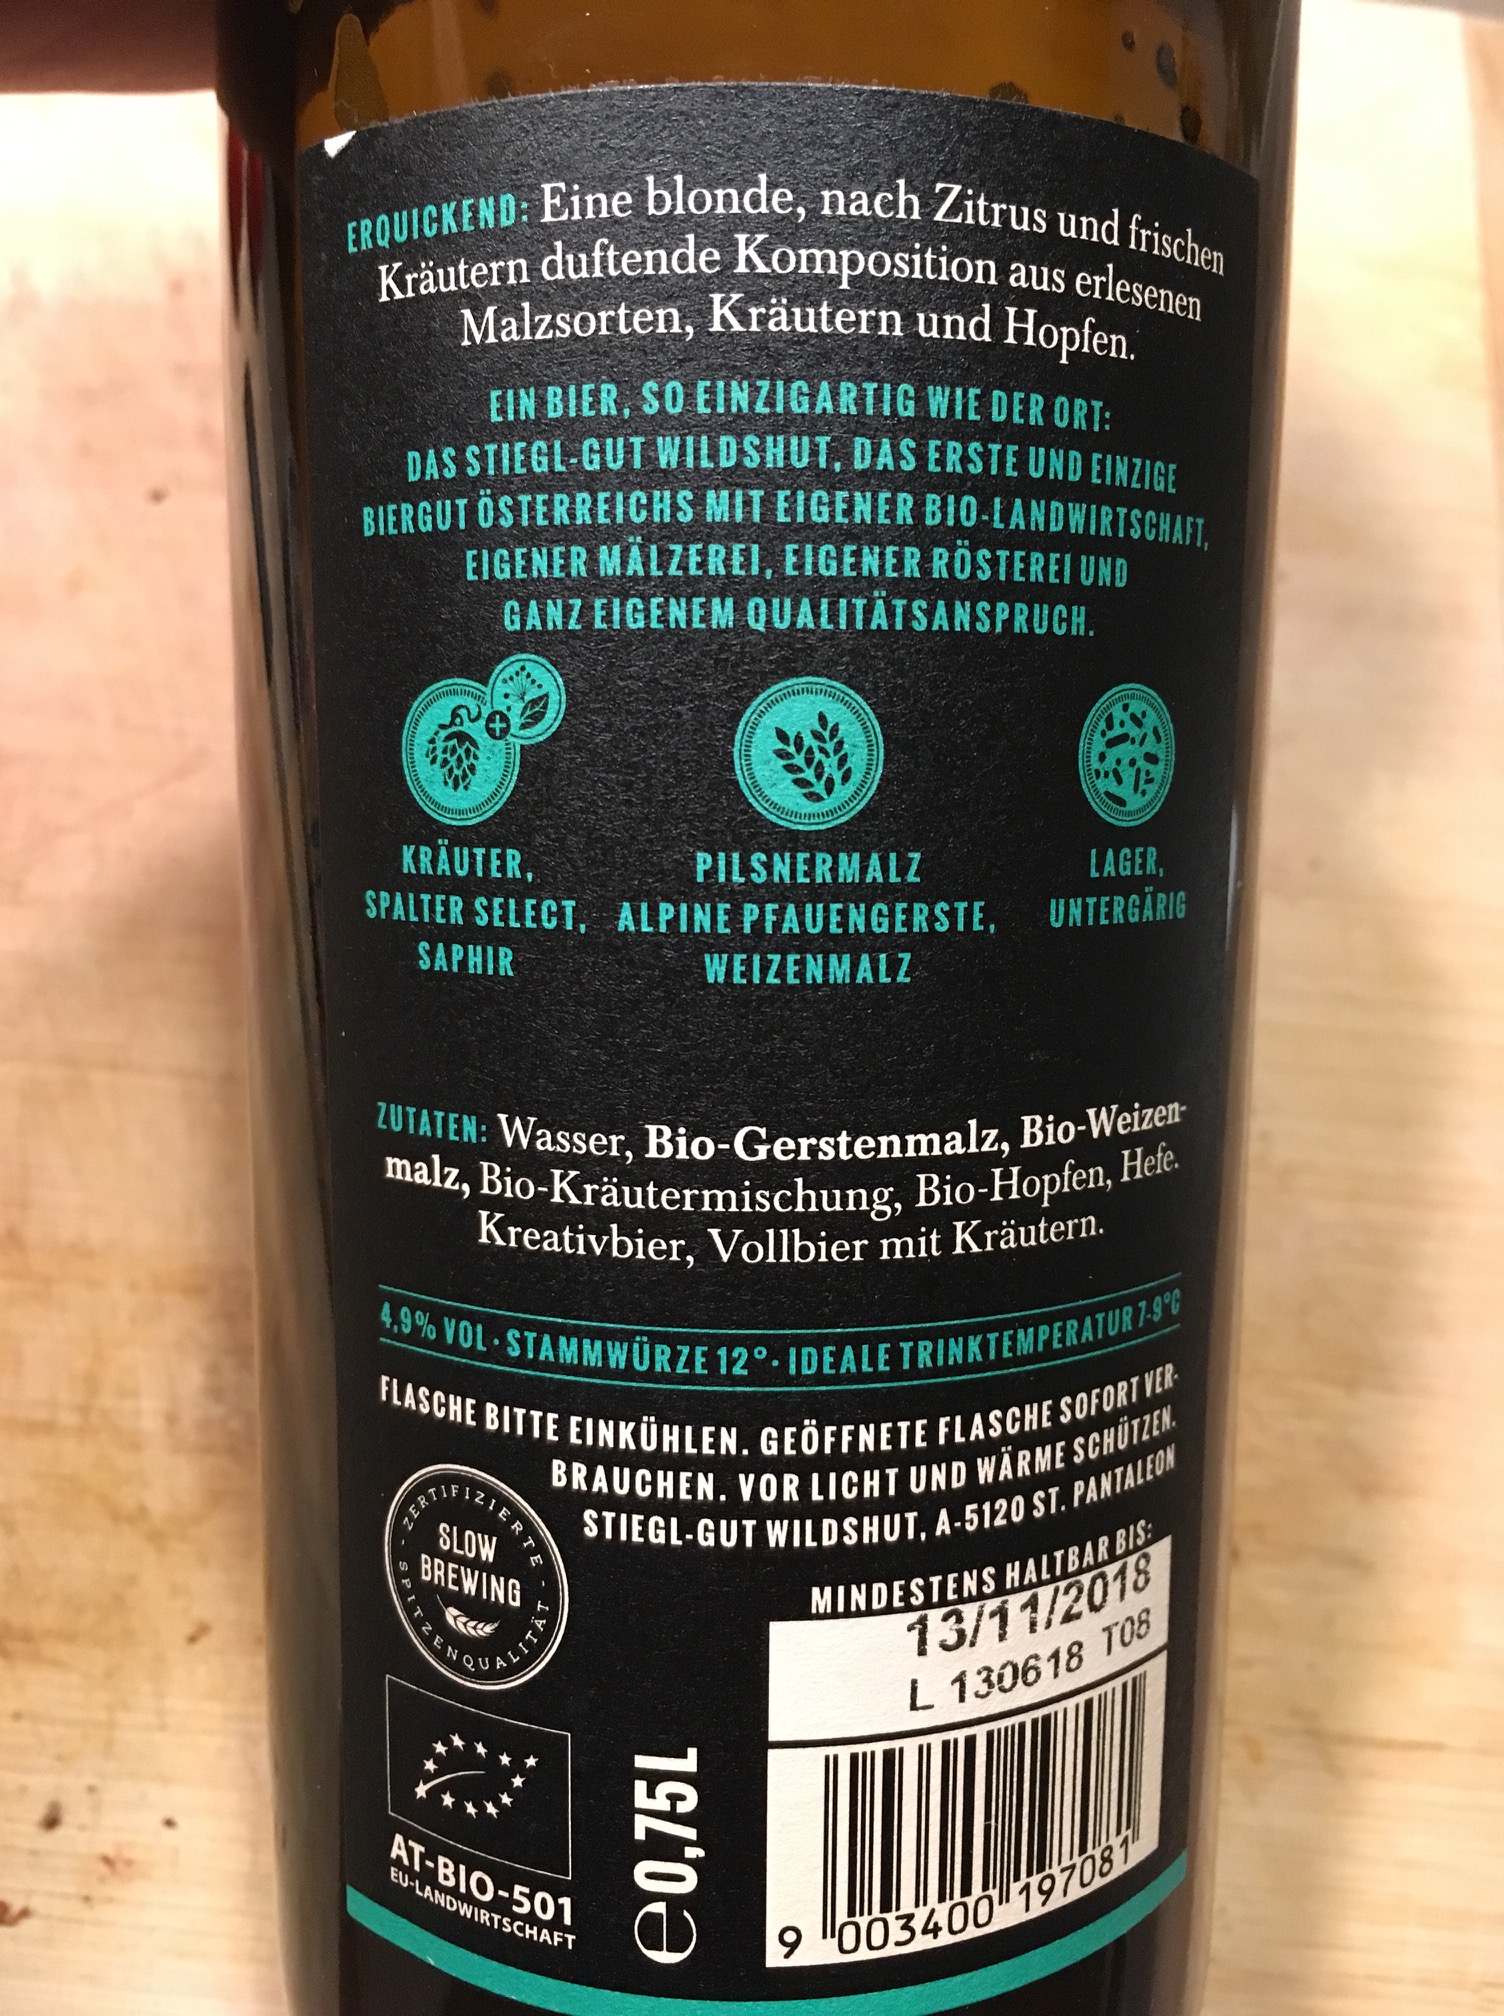 ERQUICKEND: Eine blonde, nach Zitrus und frischen
Kräutern duftende Komposition aus erlesenen
Malzsorten, Kräutern und Hopfen.
EIN BIER, SO EINZIGARTIG WIE DER ORT:
DAS STIEGL-GUT WILDSHUT, DAS ERSTE UND EINZIGE
BIERGUT ÖSTERREICHS MIT EIGENER BIO-LANDWIRTSCHAFT,
EIGENER MÄLZEREI, EIGENER RÖSTEREI UND
GANZ EIGENEM QUALITÄTSANSPRUCH.
KRÄUTER,
SPALTER SELECT,
SAPHIR
PILSNERMALZ
ALPINE PFAUENGERSTE,
WEIZENMALZ
LAGER,
UNTERGÄRIG
ZUTATEN: Wasser, Bio-Gerstenmalz, Bio-Weizen-
malz, Bio-Kräutermischung, Bio-Hopfen, Hefe.
Kreativbier, Vollbier mit Kräutern.
4,9% VOL · STAMMWÜRZE 12° · IDEALE TRINKTEMPERATUR 7-9°C
FLASCHE BITTE EINKÜHLEN. GEÖFFNETE FLASCHE SOFORT VER-
BRAUCHEN. VOR LICHT UND WÄRME SCHÜTZEN.
STIEGL-GUT WILDSHUT, A-5120 ST. PANTALEON
ZERTIFIZIERTE
SLOW
BREWING
SPITZENQUALITÄT
MINDESTENS HALTBAR BIS:
13/11/2018
L 130618 T08
AT-BIO-501
EU-LANDWIRTSCHAFT
e 0,75L
9 003400 197081